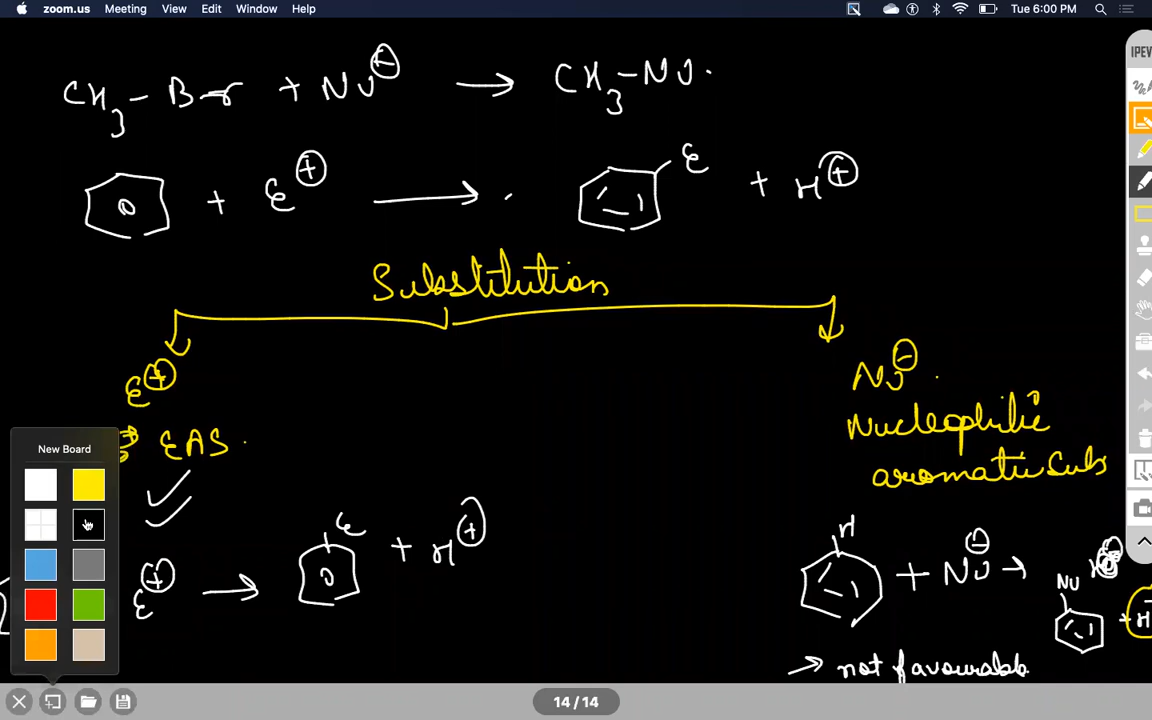 zoom.us Meeting View Edit Window Help Tue 6:00 PM
IPEV
CH3-Br + Nu⊖ → CH3-Nu.
+ E⊕ → E + H⊕
Substitution
E⊕
Nu⊖
Nucleophilic
aromatic Subs
EAS
New Board
E⊕ → E + H⊕
H + Nu⊖ → Nu + H
→ not favourable
14 / 14